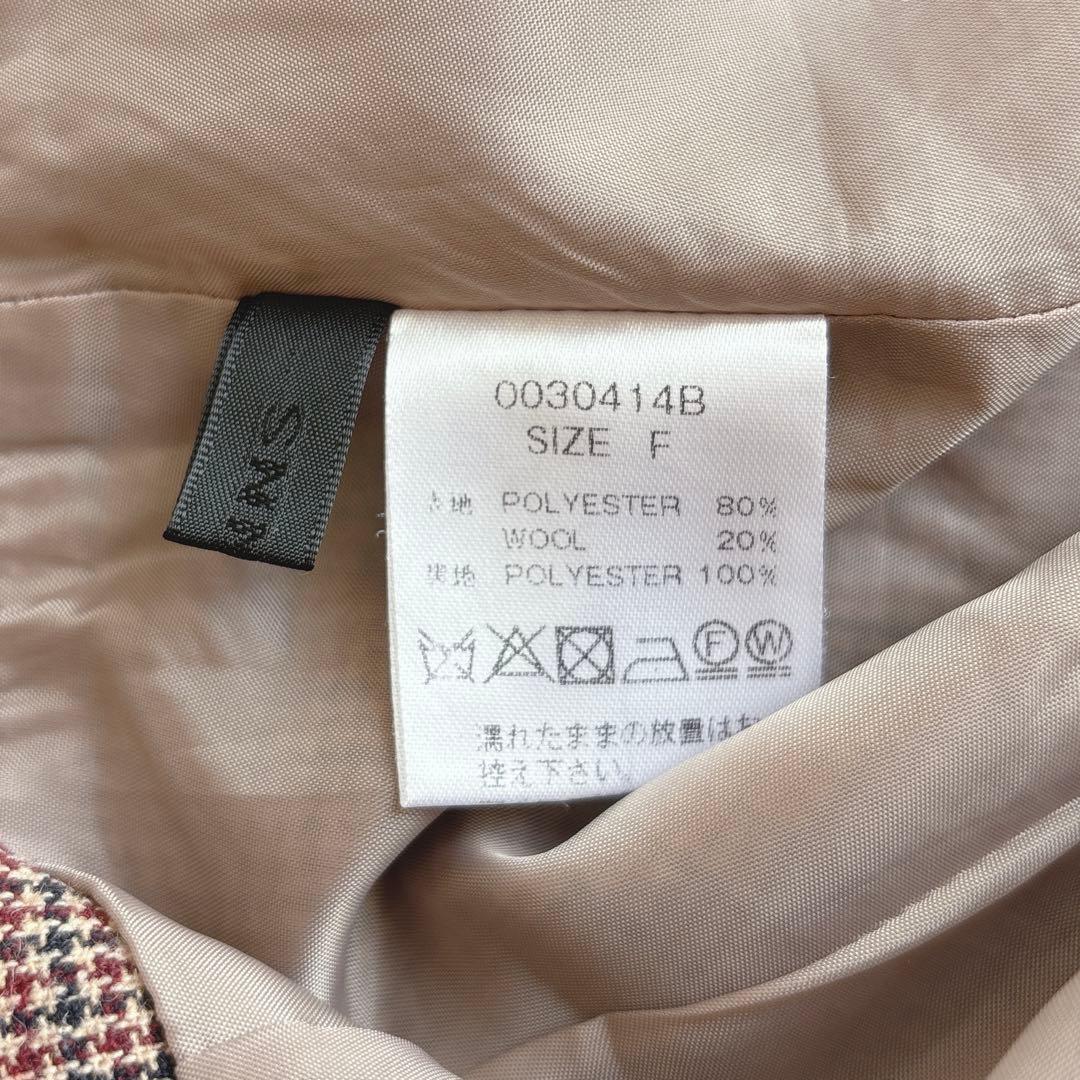 0030414B
SIZE F
表地 POLYESTER 80%
WOOL 20%
裏地 POLYESTER 100%
F W
濡れたままの放置はお
控え下さい